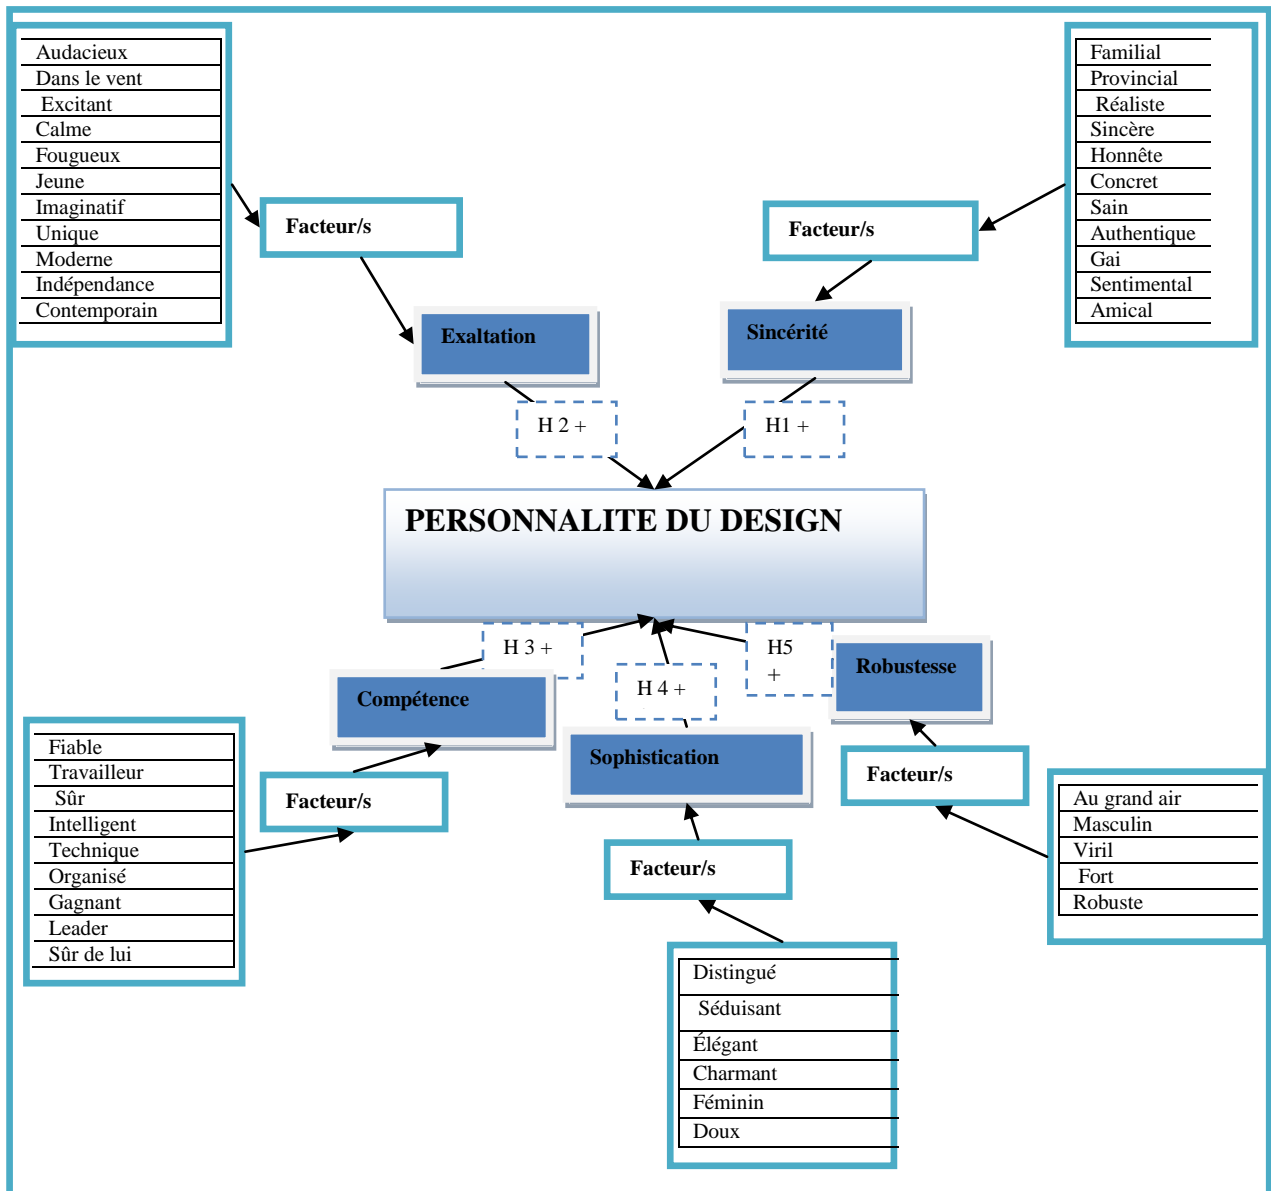 Audacieux
Dans le vent
Excitant
Calme
Fougueux
Jeune
Imaginatif
Unique
Moderne
Indépendance
Contemporain
Familial
Provincial
Réaliste
Sincère
Honnête
Concret
Sain
Authentique
Gai
Sentimental
Amical
Facteur/s
Facteur/s
Exaltation
Sincérité
H 2 +
H1 +
PERSONNALITE DU DESIGN
H 3 +
H 4 +
H5
+
Robustesse
Compétence
Sophistication
Facteur/s
Facteur/s
Facteur/s
Fiable
Travailleur
Sûr
Intelligent
Technique
Organisé
Gagnant
Leader
Sûr de lui
Au grand air
Masculin
Viril
Fort
Robuste
Distingué
Séduisant
Élégant
Charmant
Féminin
Doux